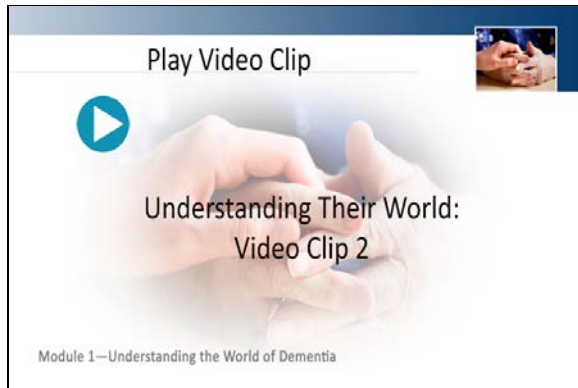 Play Video Clip
Understanding Their World:
Video Clip 2
Module 1—Understanding the World of Dementia